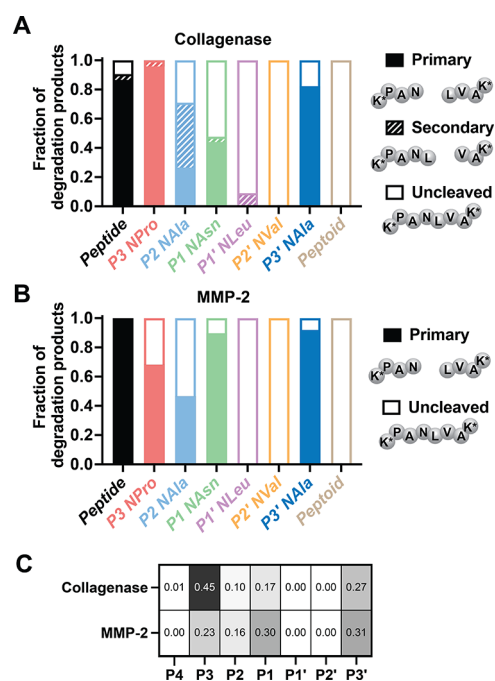 A
Collagenase
Fraction of
degradation products
1.0
0.8
0.6
0.4
0.2
0.0
Peptide
P3 NPro
P2 NAla
P1 NAsn
P1' NLeu
P2' NVal
P3' NAla
Peptoid
Primary
K* P A N L V A K*
Secondary
K* P A N L V A K*
Uncleaved
K* P A N L V A K*
B
MMP-2
Fraction of
degradation products
1.0
0.8
0.6
0.4
0.2
0.0
Peptide
P3 NPro
P2 NAla
P1 NAsn
P1' NLeu
P2' NVal
P3' NAla
Peptoid
Primary
K* P A N L V A K*
Uncleaved
K* P A N L V A K*
C
Collagenase 0.01 0.45 0.10 0.17 0.00 0.00 0.27
MMP-2 0.00 0.23 0.16 0.30 0.00 0.00 0.31
P4 P3 P2 P1 P1' P2' P3'